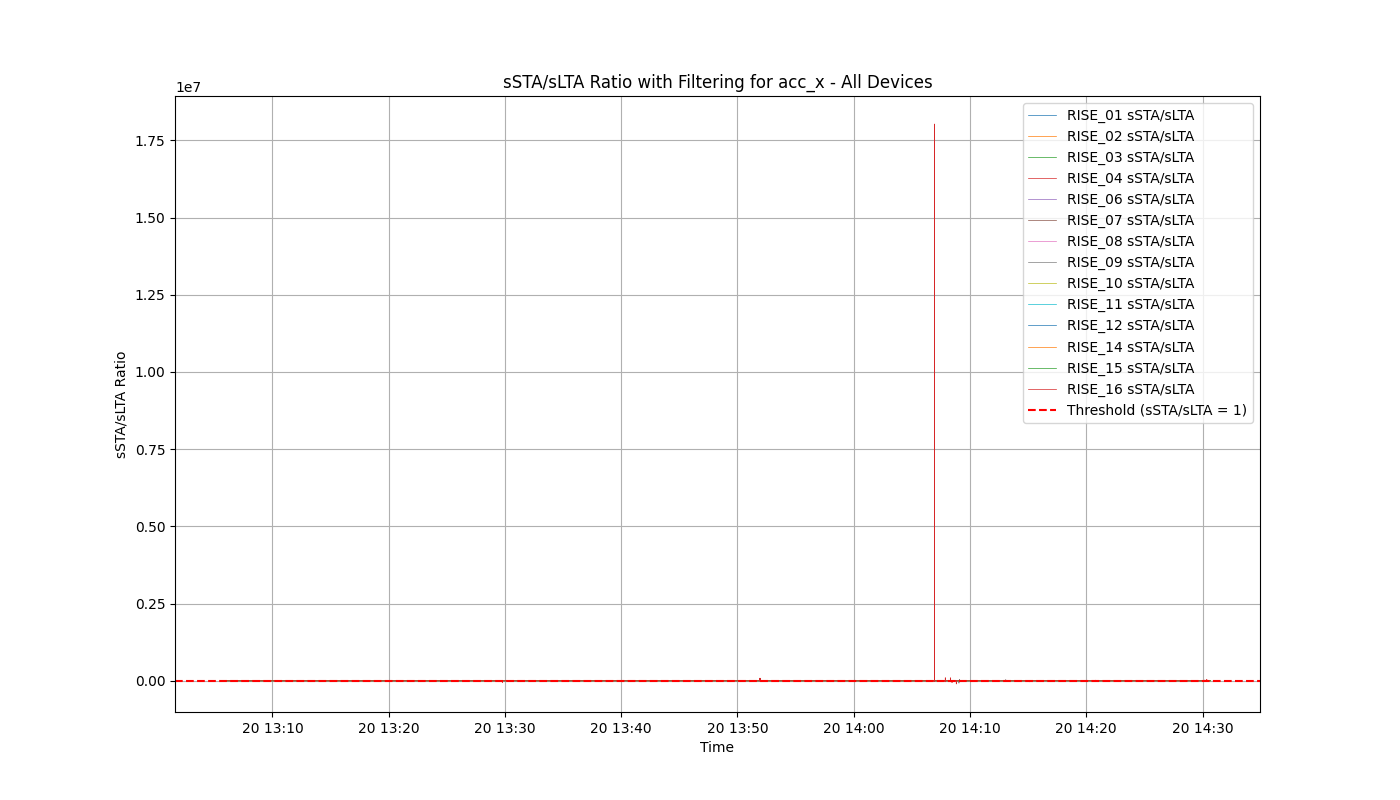 sSTA/sLTA Ratio with Filtering for acc_x - All Devices
1e7
1.75
1.50
1.25
1.00
0.75
0.50
0.25
0.00
sSTA/sLTA Ratio
RISE_01 sSTA/sLTA
RISE_02 sSTA/sLTA
RISE_03 sSTA/sLTA
RISE_04 sSTA/sLTA
RISE_06 sSTA/sLTA
RISE_07 sSTA/sLTA
RISE_08 sSTA/sLTA
RISE_09 sSTA/sLTA
RISE_10 sSTA/sLTA
RISE_11 sSTA/sLTA
RISE_12 sSTA/sLTA
RISE_14 sSTA/sLTA
RISE_15 sSTA/sLTA
RISE_16 sSTA/sLTA
Threshold (sSTA/sLTA = 1)
20 13:10 20 13:20 20 13:30 20 13:40 20 13:50 20 14:00 20 14:10 20 14:20 20 14:30
Time